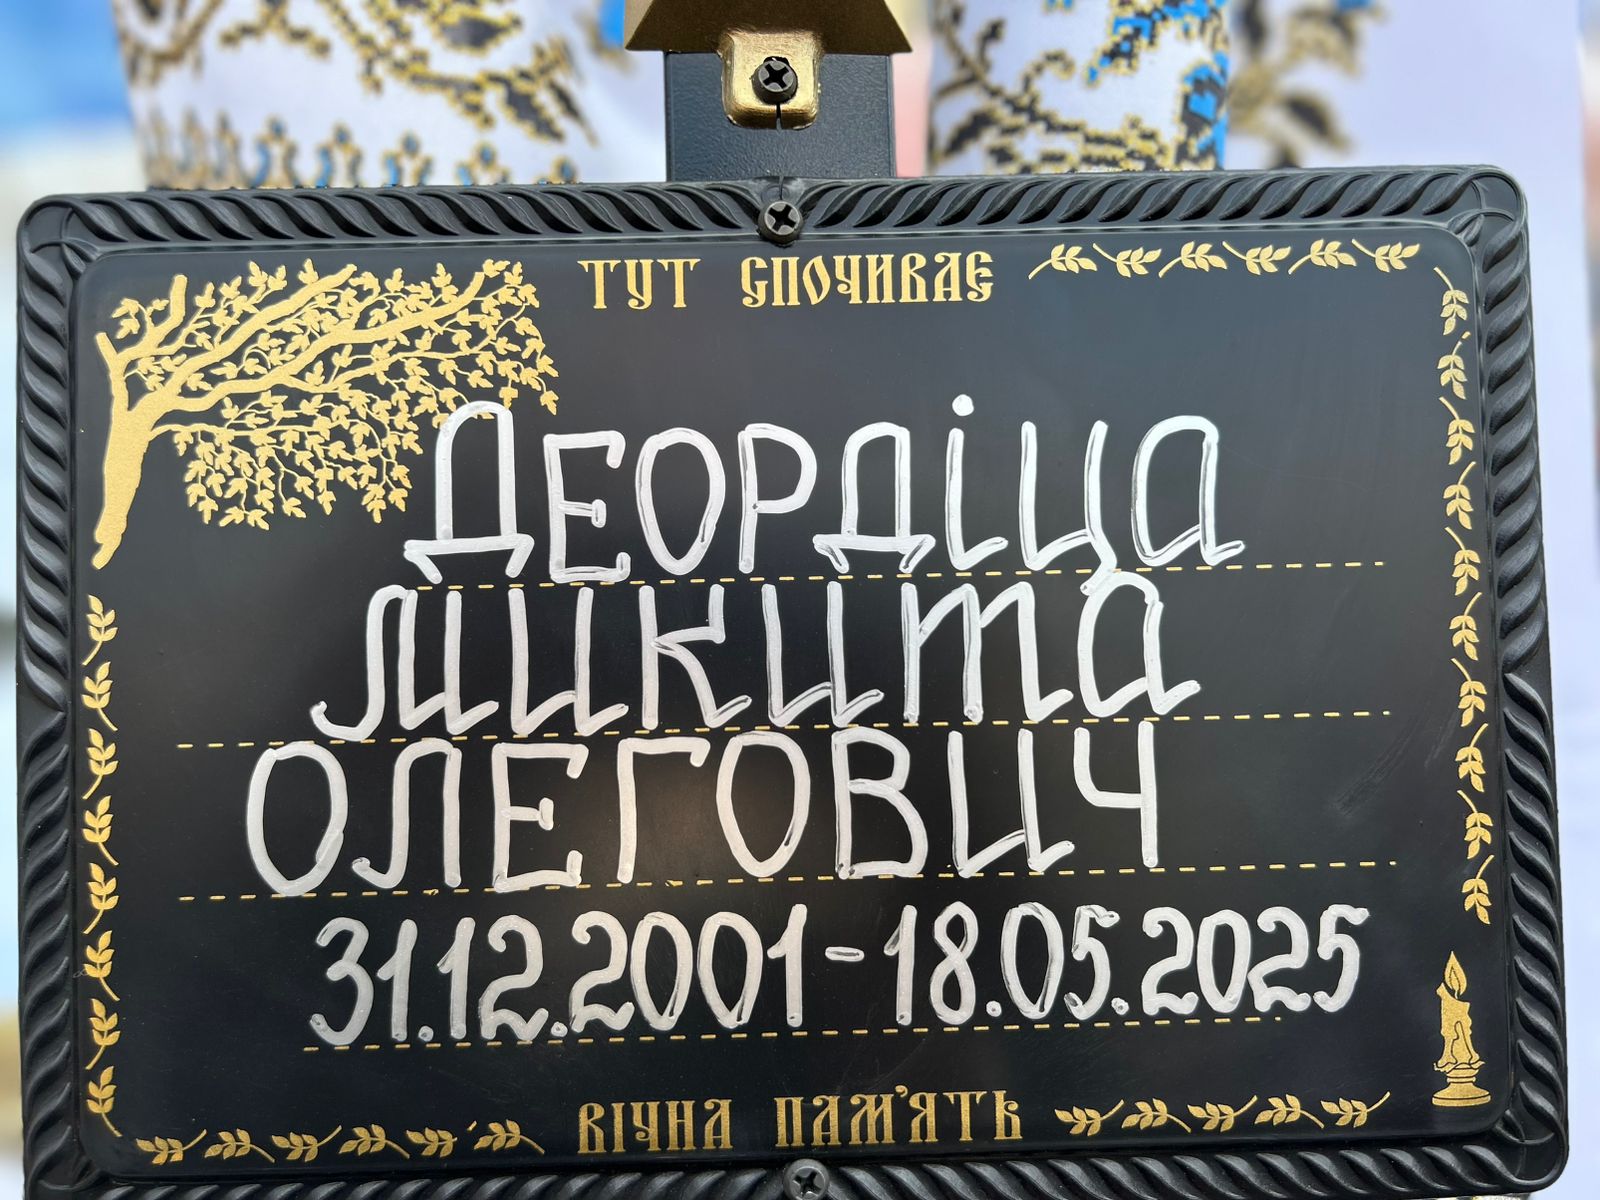 ТУТ СПОЧИВАЄ
ДЕОРДІЦА
МИКИТА
ОЛЕГОВИЧ
31.12.2001-18.05.2025
ВІЧНА ПАМ'ЯТЬ